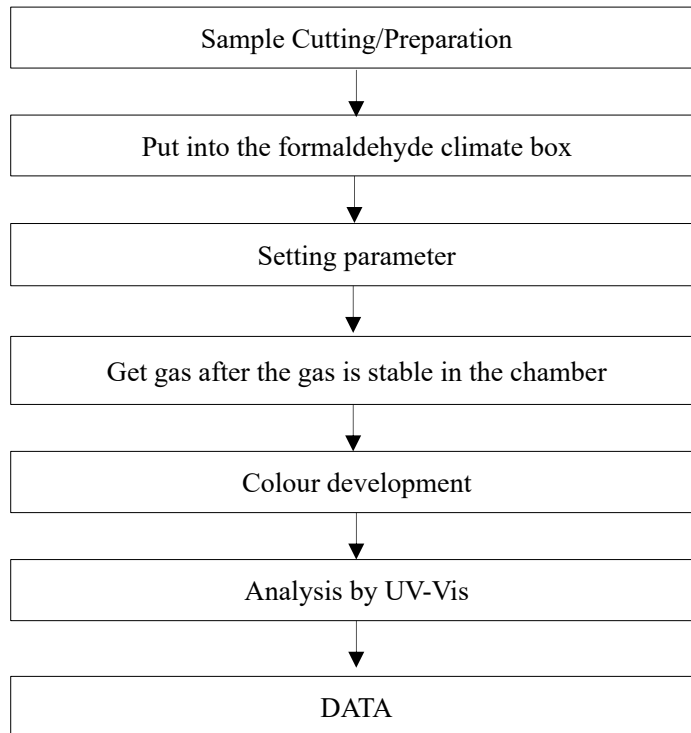 Sample Cutting/Preparation
Put into the formaldehyde climate box
Setting parameter
Get gas after the gas is stable in the chamber
Colour development
Analysis by UV-Vis
DATA